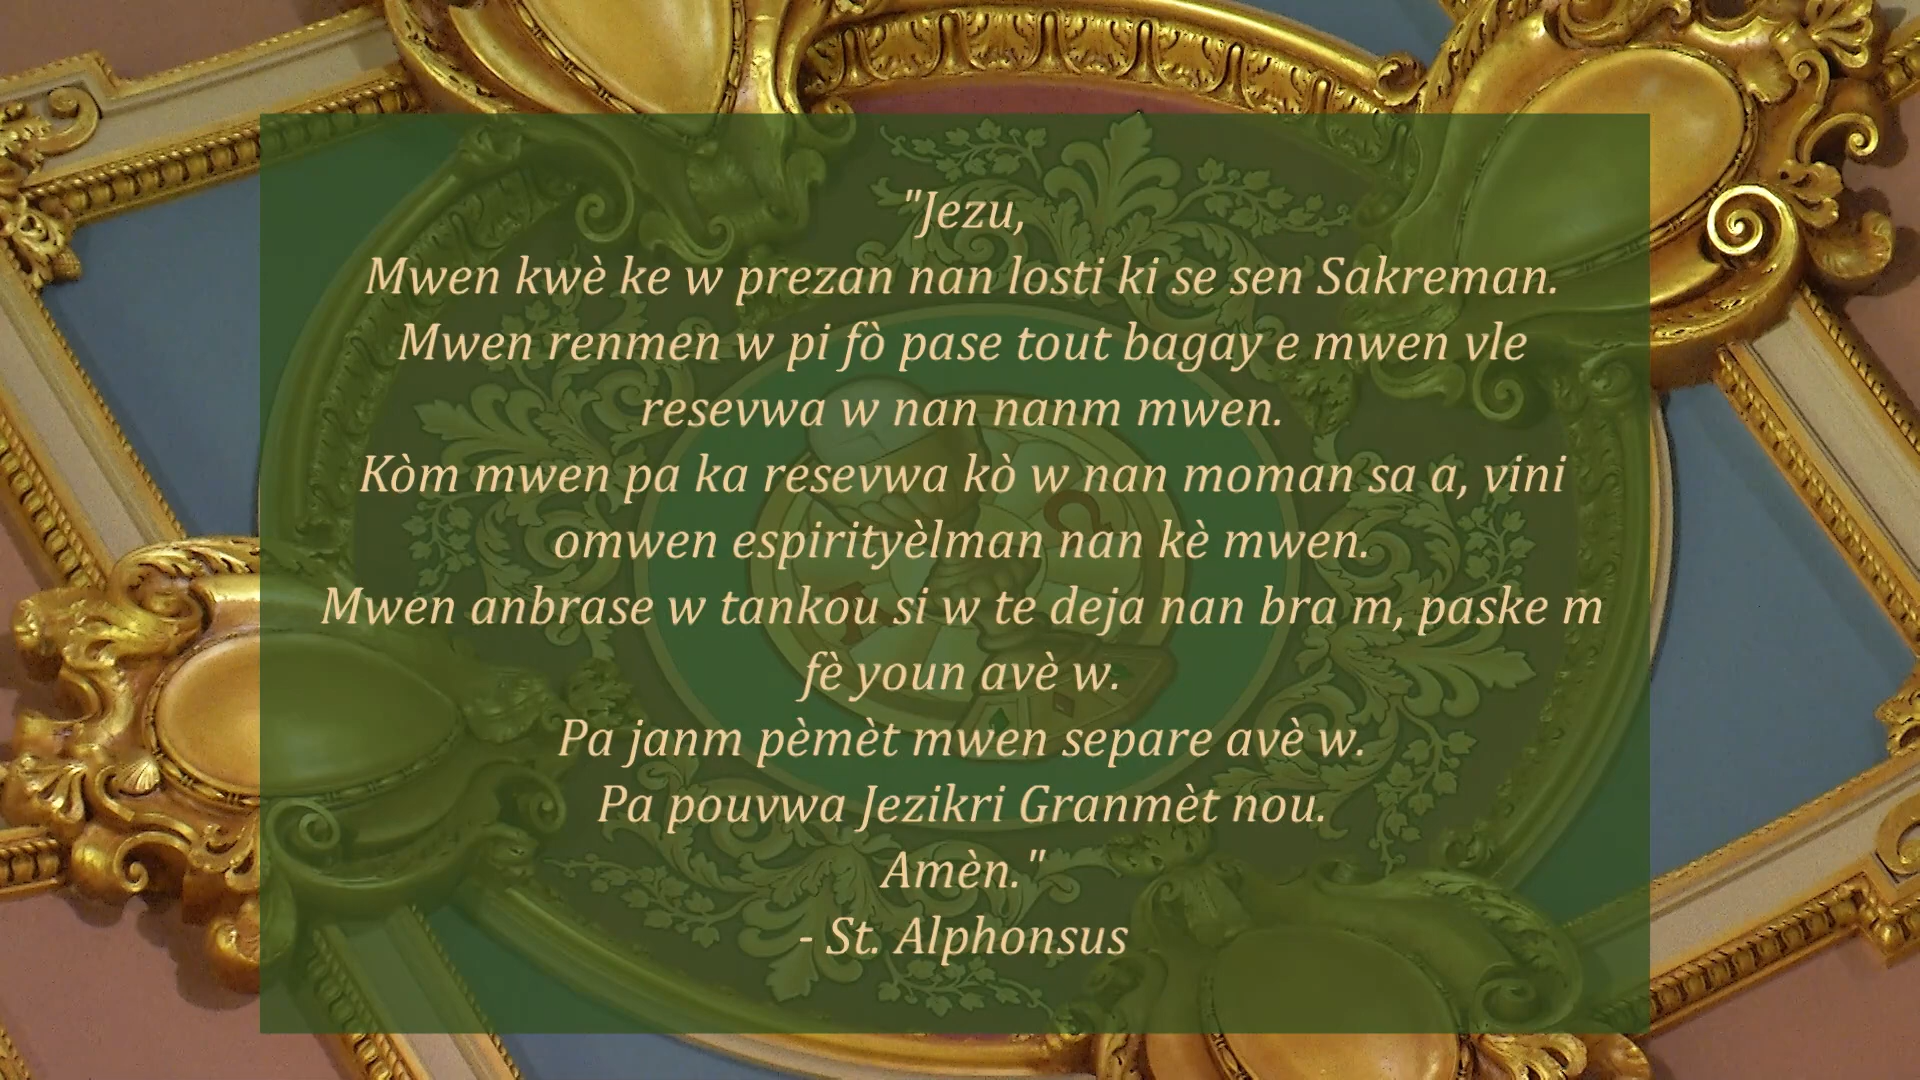 "Jezu,
Mwen kwè ke w prezan nan losti ki se sen Sakreman.
Mwen renmen w pi fò pase tout bagay e mwen vle
resevwa w nan nanm mwen.
Kòm mwen pa ka resevwa kò w nan moman sa a, vini
omwen espirityèlman nan kè mwen.
Mwen anbrase w tankou si w te deja nan bra m, paske m
fè youn avè w.
Pa janm pèmèt mwen separe avè w.
Pa pouvwa Jezikri Granmèt nou.
Amèn."
- St. Alphonsus